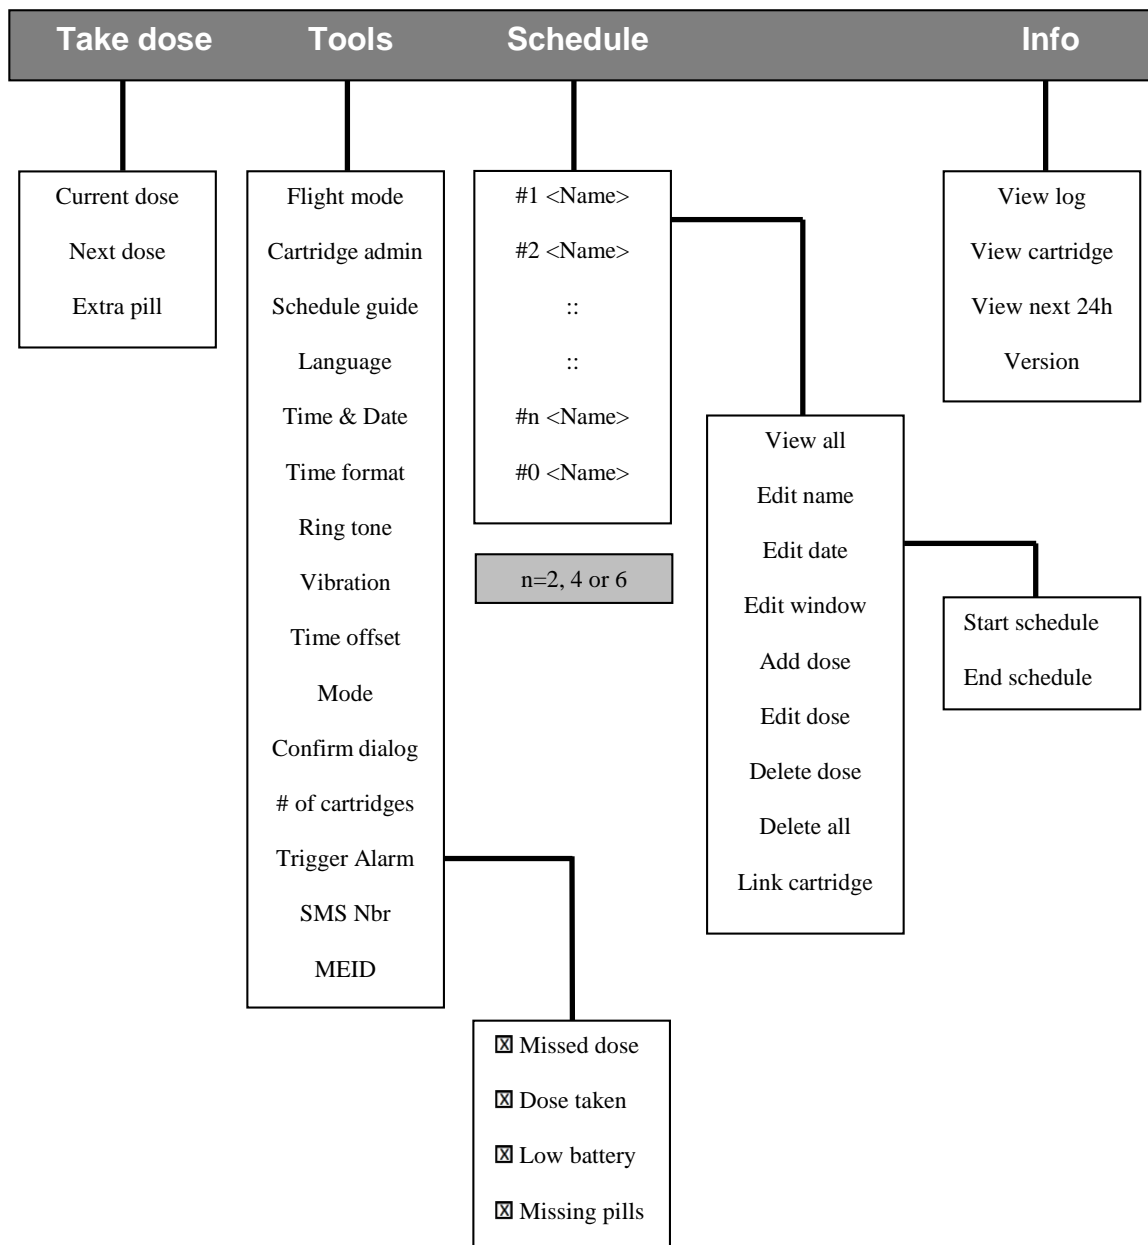 Take dose
Tools
Schedule
Info
Current dose
Next dose
Extra pill
Flight mode
Cartridge admin
Schedule guide
Language
Time & Date
Time format
Ring tone
Vibration
Time offset
Mode
Confirm dialog
# of cartridges
Trigger Alarm
SMS Nbr
MEID
#1 <Name>
#2 <Name>
::
::
#n <Name>
#0 <Name>
n=2, 4 or 6
View all
Edit name
Edit date
Edit window
Add dose
Edit dose
Delete dose
Delete all
Link cartridge
View log
View cartridge
View next 24h
Version
Start schedule
End schedule
☒ Missed dose
☒ Dose taken
☒ Low battery
☒ Missing pills